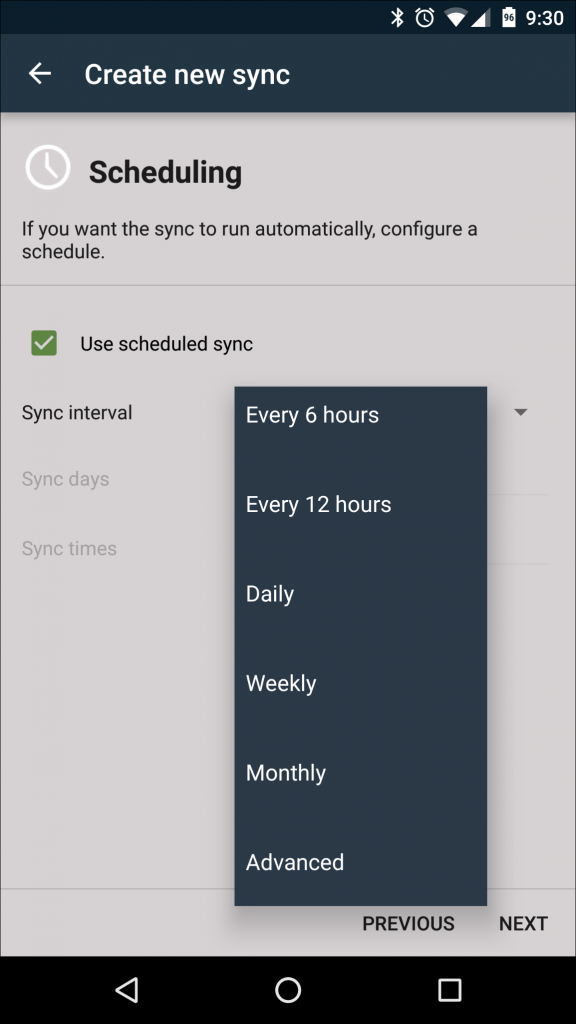 96 9:30
Create new sync
Scheduling
If you want the sync to run automatically, configure a
schedule.
Use scheduled sync
Sync interval
Every 6 hours
Sync days
Every 12 hours
Sync times
Daily
Weekly
Monthly
Advanced
PREVIOUS NEXT